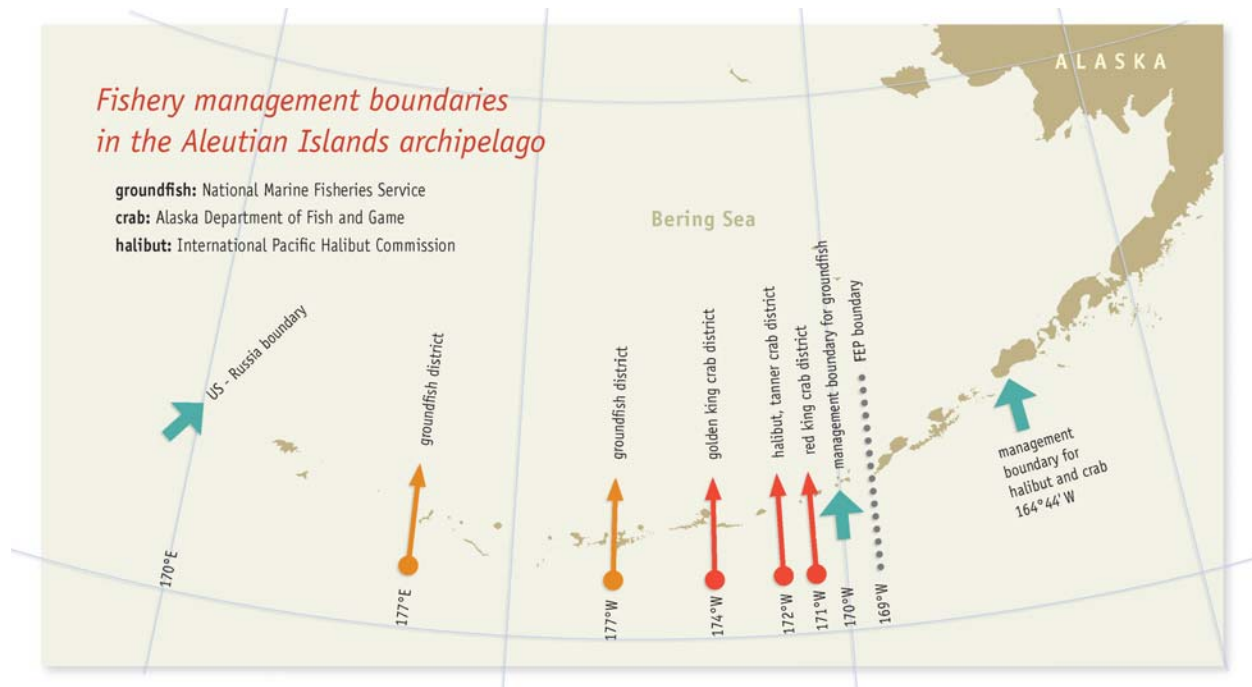 ALASKA
Fishery management boundaries
in the Aleutian Islands archipelago
groundfish: National Marine Fisheries Service
crab: Alaska Department of Fish and Game
halibut: International Pacific Halibut Commission
Bering Sea
US - Russia boundary
groundfish district
groundfish district
golden king crab district
halibut, tanner crab district
red king crab district
management boundary for groundfish
FEP boundary
management
boundary for
halibut and crab
164°44' W
170°E
177°E
177°W
174°W
172°W
171°W
170°W
169°W